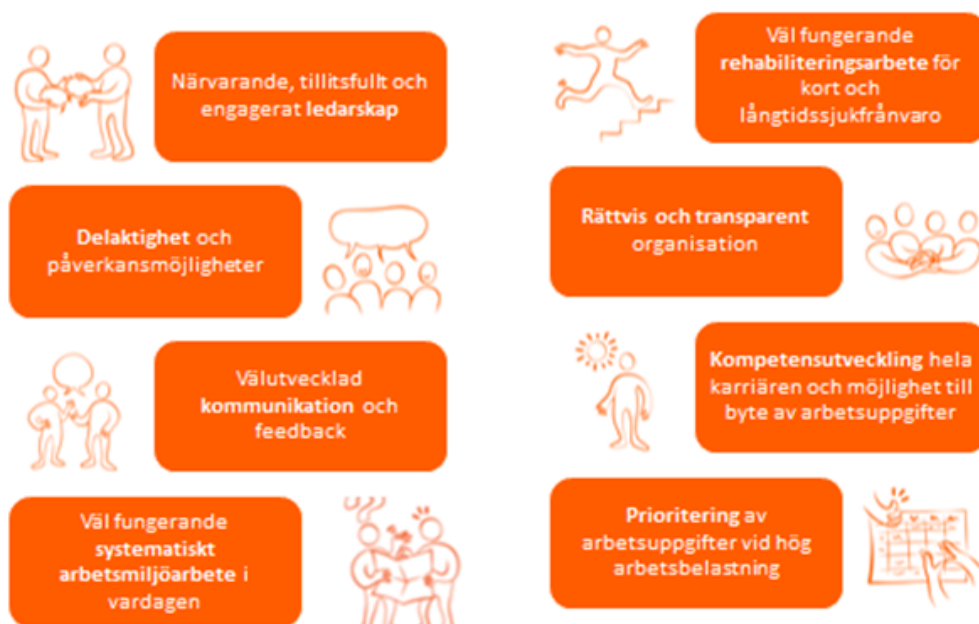 Närvarande, tillitsfullt och
engagerat ledarskap
Delaktighet och
påverkansmöjligheter
Välutvecklad
kommunikation och
feedback
Väl fungerande
systematiskt
arbetsmiljöarbete i
vardagen
Väl fungerande
rehabiliteringsarbete för
kort och
långtidssjukfrånvaro
Rättvis och transparent
organisation
Kompetensutveckling hela
karriären och möjlighet till
byte av arbetsuppgifter
Prioritering av
arbetsuppgifter vid hög
arbetsbelastning